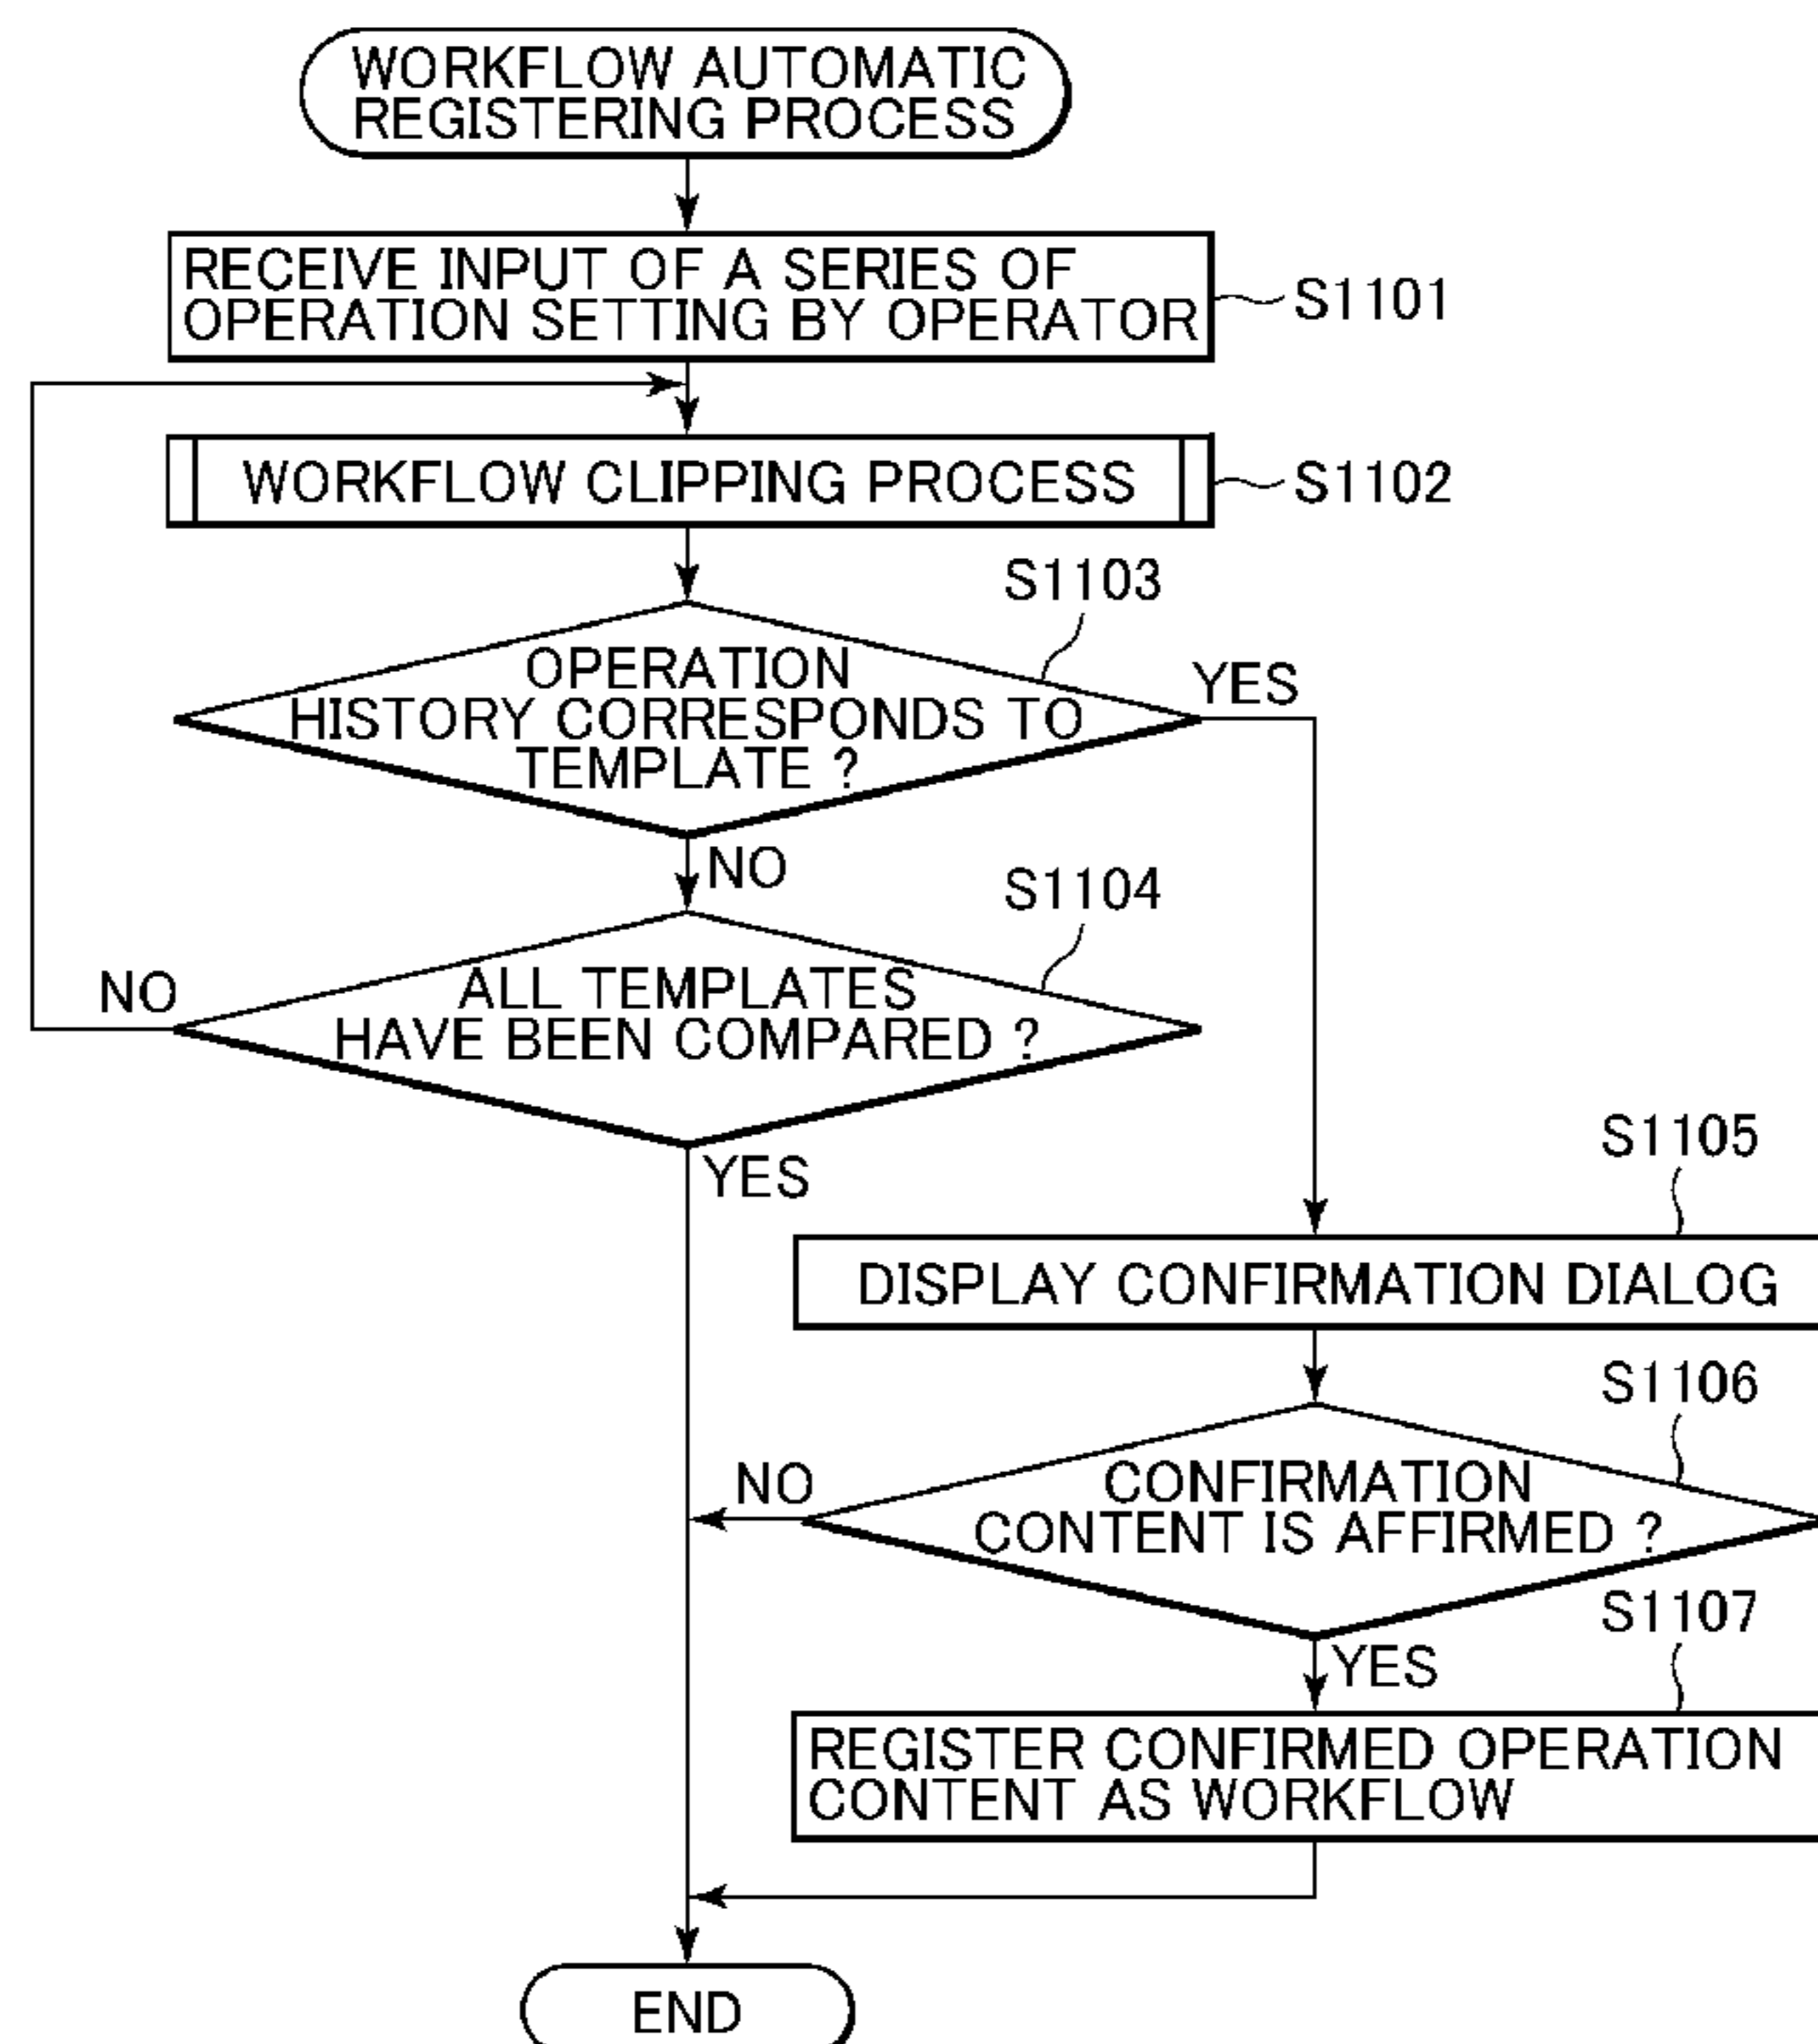 WORKFLOW AUTOMATIC
REGISTERING PROCESS
RECEIVE INPUT OF A SERIES OF
OPERATION SETTING BY OPERATOR
S1101
WORKFLOW CLIPPING PROCESS
S1102
S1103
OPERATION
HISTORY CORRESPONDS TO
TEMPLATE ?
YES
NO
S1104
ALL TEMPLATES
HAVE BEEN COMPARED ?
NO
YES
S1105
DISPLAY CONFIRMATION DIALOG
S1106
CONFIRMATION
CONTENT IS AFFIRMED ?
NO
YES
S1107
REGISTER CONFIRMED OPERATION
CONTENT AS WORKFLOW
END